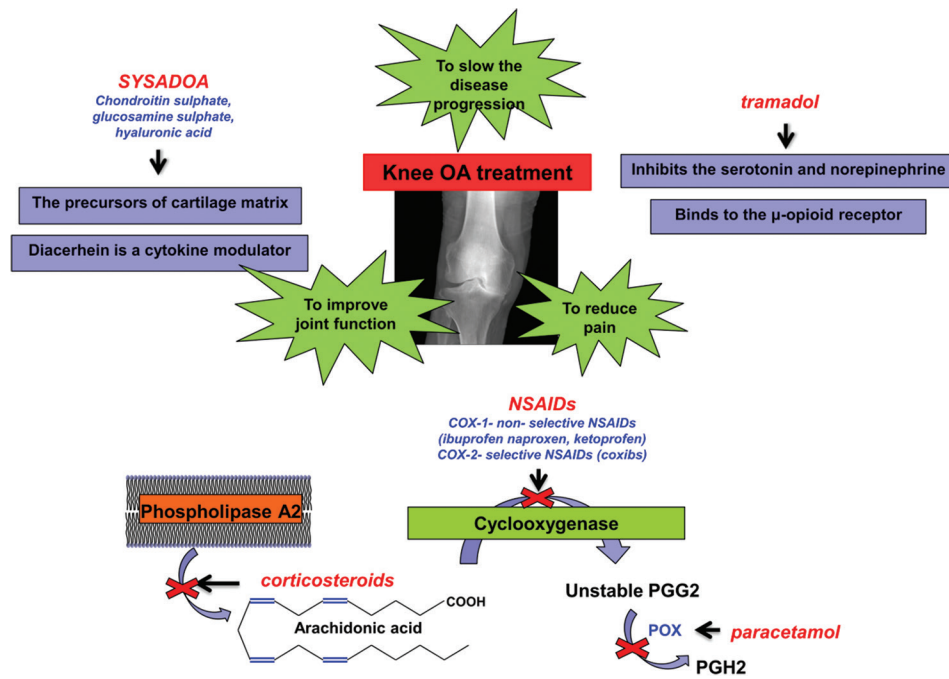 To slow the
disease
progression
SYSADOA
Chondroitin sulphate,
glucosamine sulphate,
hyaluronic acid
tramadol
Knee OA treatment
The precursors of cartilage matrix
Diacerhein is a cytokine modulator
Inhibits the serotonin and norepinephrine
Binds to the μ-opioid receptor
To improve
joint function
To reduce
pain
NSAIDs
COX-1- non- selective NSAIDs
(ibuprofen naproxen, ketoprofen)
COX-2- selective NSAIDs (coxibs)
Phospholipase A2
Cyclooxygenase
corticosteroids
COOH
Arachidonic acid
Unstable PGG2
POX
paracetamol
PGH2